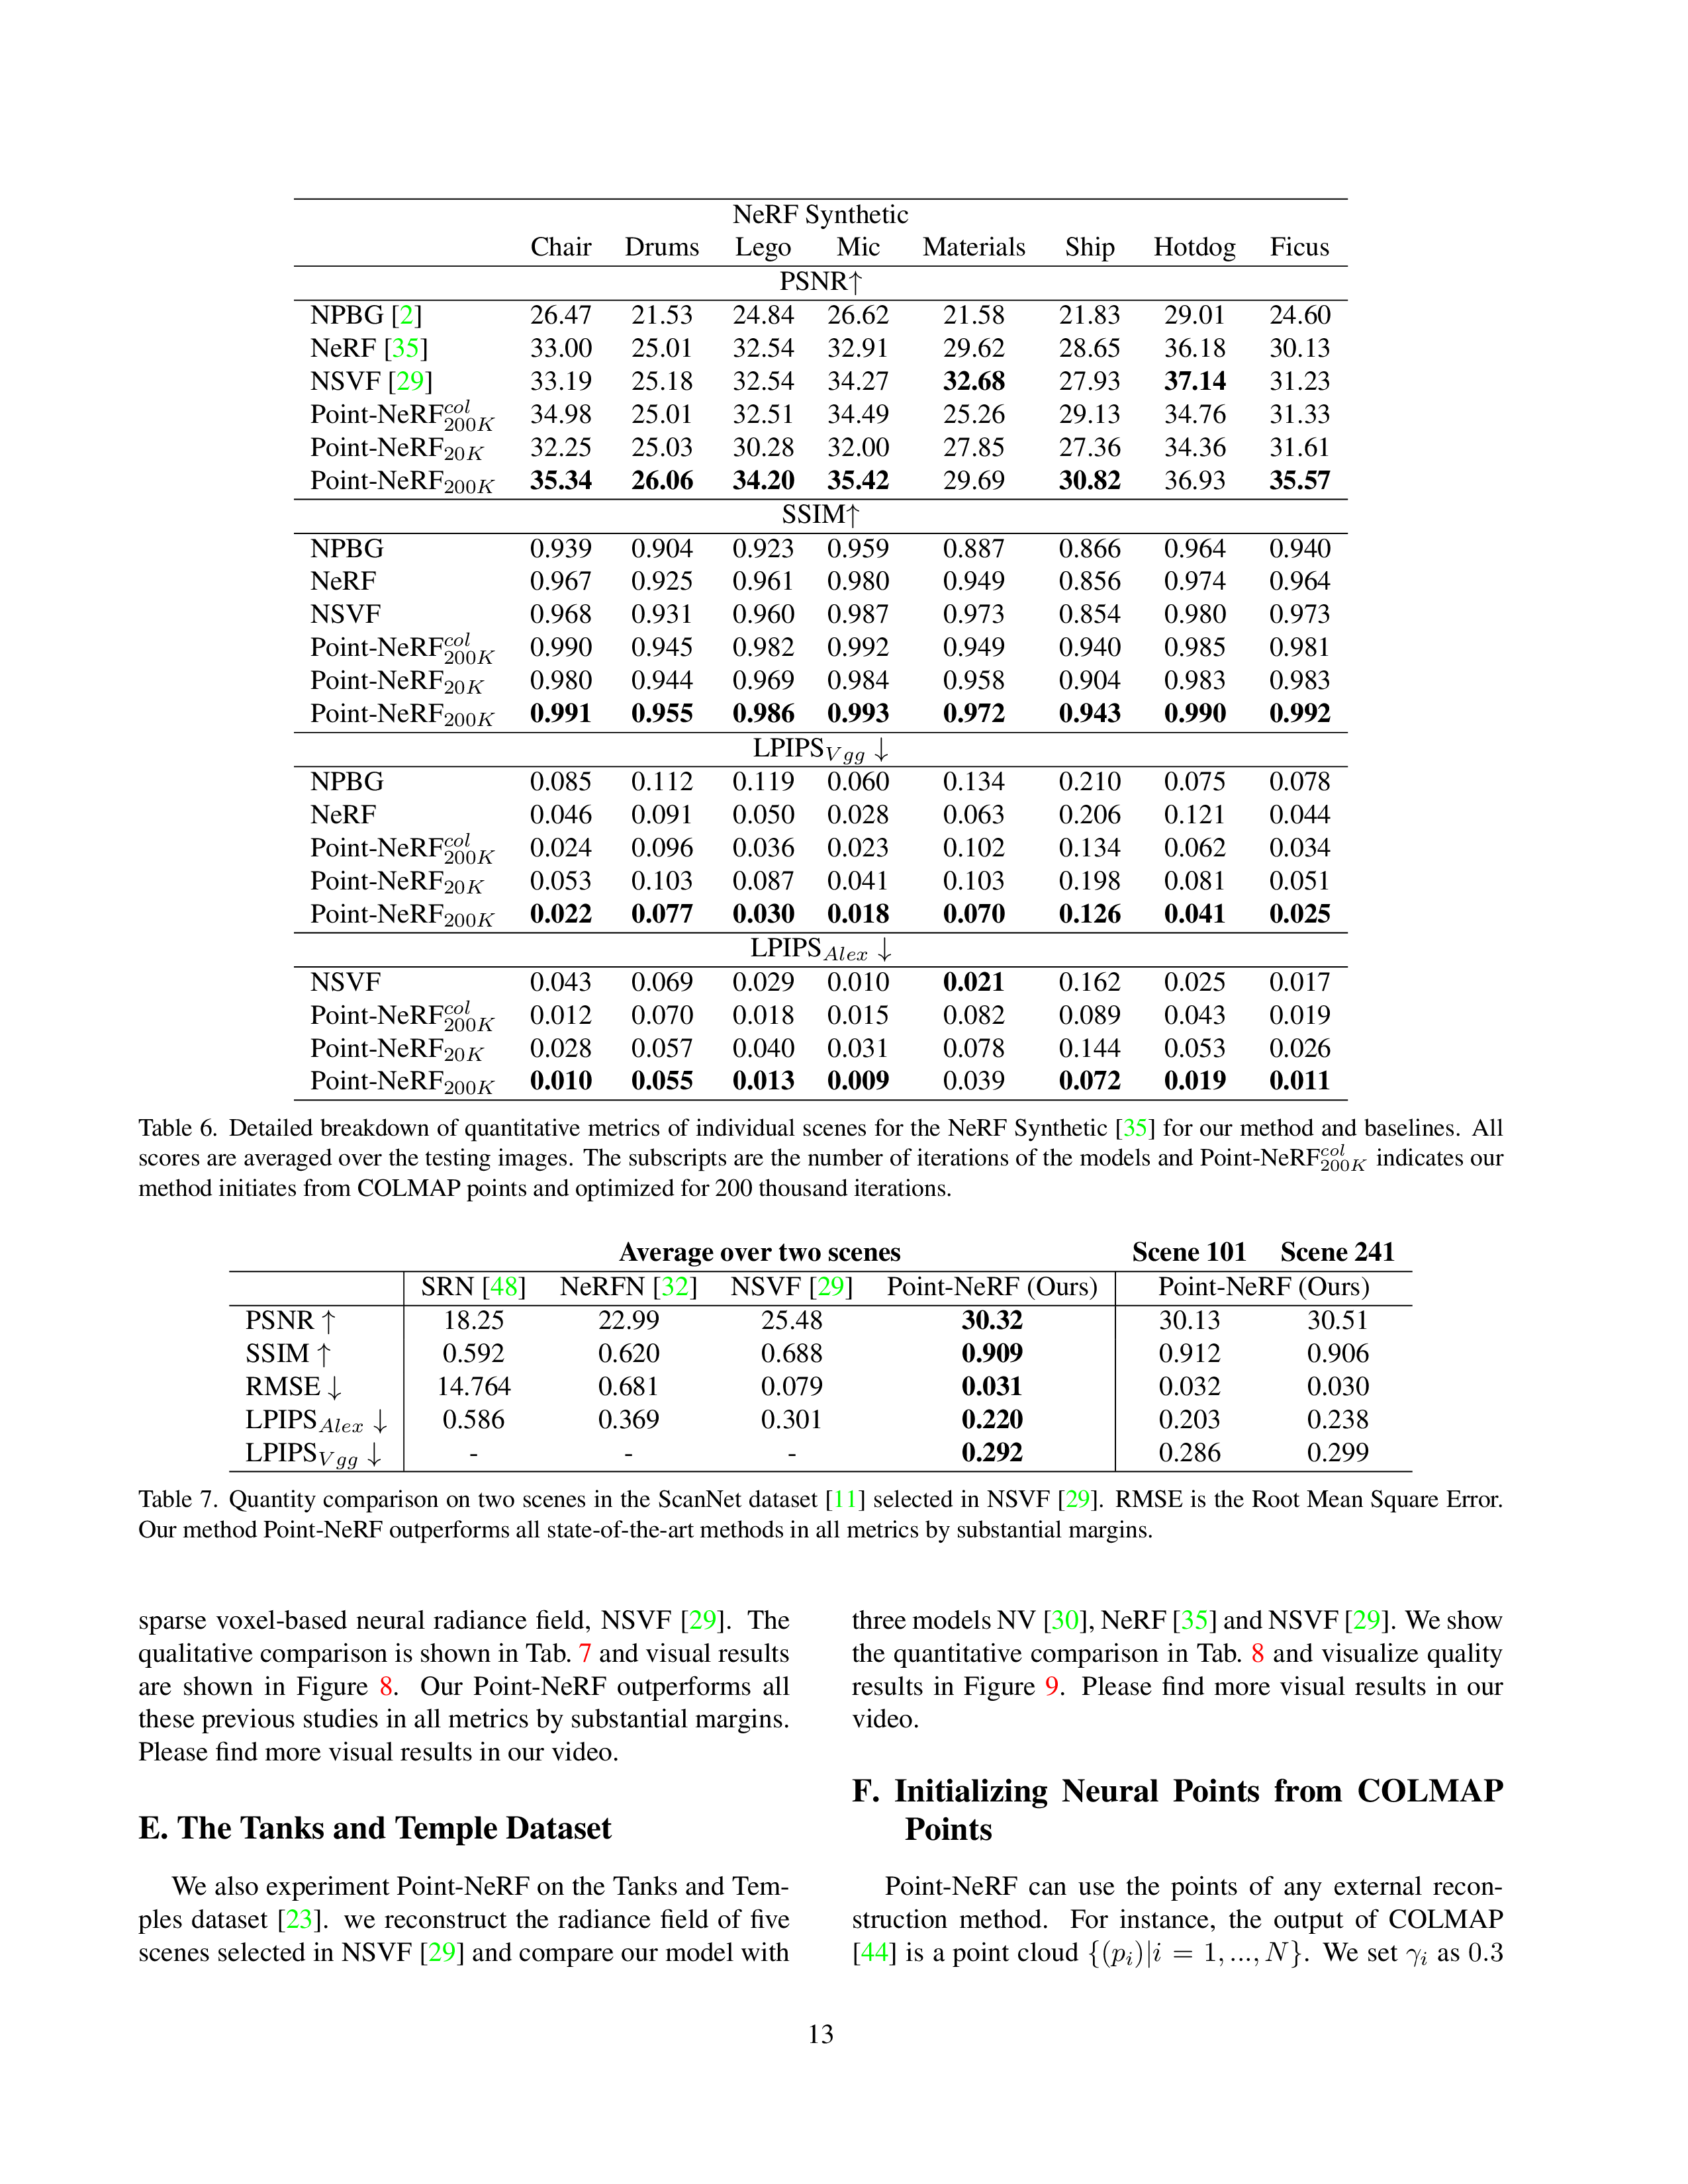 NeRF Synthetic
Chair Drums Lego Mic Materials Ship Hotdog Ficus
PSNR↑
NPBG [2] 26.47 21.53 24.84 26.62 21.58 21.83 29.01 24.60
NeRF [35] 33.00 25.01 32.54 32.91 29.62 28.65 36.18 30.13
NSVF [29] 33.19 25.18 32.54 34.27 32.68 27.93 37.14 31.23
Point-NeRF^{col}_{200K} 34.98 25.01 32.51 34.49 25.26 29.13 34.76 31.33
Point-NeRF_{20K} 32.25 25.03 30.28 32.00 27.85 27.36 34.36 31.61
Point-NeRF_{200K} 35.34 26.06 34.20 35.42 29.69 30.82 36.93 35.57
SSIM↑
NPBG 0.939 0.904 0.923 0.959 0.887 0.866 0.964 0.940
NeRF 0.967 0.925 0.961 0.980 0.949 0.856 0.974 0.964
NSVF 0.968 0.931 0.960 0.987 0.973 0.854 0.980 0.973
Point-NeRF^{col}_{200K} 0.990 0.945 0.982 0.992 0.949 0.940 0.985 0.981
Point-NeRF_{20K} 0.980 0.944 0.969 0.984 0.958 0.904 0.983 0.983
Point-NeRF_{200K} 0.991 0.955 0.986 0.993 0.972 0.943 0.990 0.992
LPIPS_{Vgg} ↓
NPBG 0.085 0.112 0.119 0.060 0.134 0.210 0.075 0.078
NeRF 0.046 0.091 0.050 0.028 0.063 0.206 0.121 0.044
Point-NeRF^{col}_{200K} 0.024 0.096 0.036 0.023 0.102 0.134 0.062 0.034
Point-NeRF_{20K} 0.053 0.103 0.087 0.041 0.103 0.198 0.081 0.051
Point-NeRF_{200K} 0.022 0.077 0.030 0.018 0.070 0.126 0.041 0.025
LPIPS_{Alex} ↓
NSVF 0.043 0.069 0.029 0.010 0.021 0.162 0.025 0.017
Point-NeRF^{col}_{200K} 0.012 0.070 0.018 0.015 0.082 0.089 0.043 0.019
Point-NeRF_{20K} 0.028 0.057 0.040 0.031 0.078 0.144 0.053 0.026
Point-NeRF_{200K} 0.010 0.055 0.013 0.009 0.039 0.072 0.019 0.011
Table 6. Detailed breakdown of quantitative metrics of individual scenes for the NeRF Synthetic [35] for our method and baselines. All
scores are averaged over the testing images. The subscripts are the number of iterations of the models and Point-NeRF^{col}_{200K} indicates our
method initiates from COLMAP points and optimized for 200 thousand iterations.
Average over two scenes Scene 101 Scene 241
SRN [48] NeRFN [32] NSVF [29] Point-NeRF (Ours) Point-NeRF (Ours)
PSNR ↑ 18.25 22.99 25.48 30.32 30.13 30.51
SSIM ↑ 0.592 0.620 0.688 0.909 0.912 0.906
RMSE ↓ 14.764 0.681 0.079 0.031 0.032 0.030
LPIPS_{Alex} ↓ 0.586 0.369 0.301 0.220 0.203 0.238
LPIPS_{Vgg} ↓ - - - 0.292 0.286 0.299
Table 7. Quantity comparison on two scenes in the ScanNet dataset [11] selected in NSVF [29]. RMSE is the Root Mean Square Error.
Our method Point-NeRF outperforms all state-of-the-art methods in all metrics by substantial margins.
sparse voxel-based neural radiance field, NSVF [29]. The
qualitative comparison is shown in Tab. 7 and visual results
are shown in Figure 8. Our Point-NeRF outperforms all
these previous studies in all metrics by substantial margins.
Please find more visual results in our video.
E. The Tanks and Temple Dataset
We also experiment Point-NeRF on the Tanks and Tem-
ples dataset [23]. we reconstruct the radiance field of five
scenes selected in NSVF [29] and compare our model with
three models NV [30], NeRF [35] and NSVF [29]. We show
the quantitative comparison in Tab. 8 and visualize quality
results in Figure 9. Please find more visual results in our
video.
F. Initializing Neural Points from COLMAP
Points
Point-NeRF can use the points of any external recon-
struction method. For instance, the output of COLMAP
[44] is a point cloud {(p_i)|i = 1, ..., N}. We set γ_i as 0.3
13